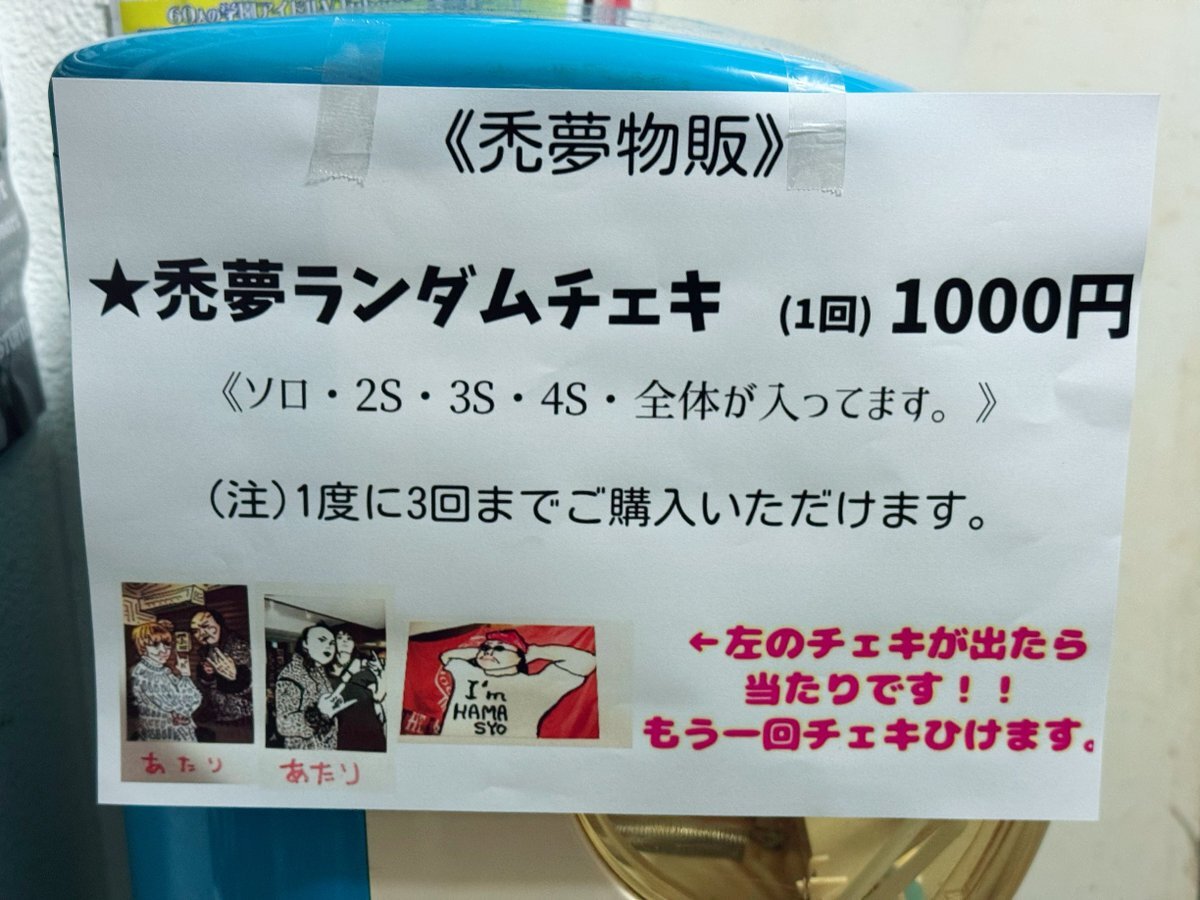 《禿夢物販》
★禿夢ランダムチェキ (1回) 1000円
《ソロ・2S・3S・4S・全体が入ってます。》
(注)1度に3回までご購入いただけます。
←左のチェキが出たら
当たりです！！
もう一回チェキひけます。
I'm
HAMA
SYO
あたり
あたり